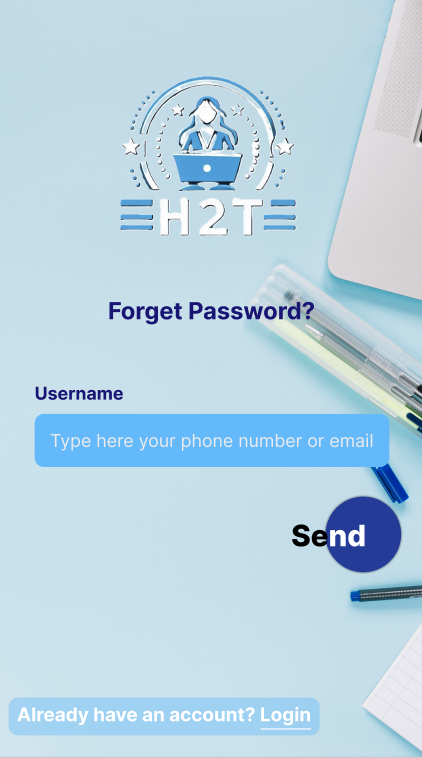 H2T
Forget Password?
Username
Type here your phone number or email
Send
Already have an account? Login